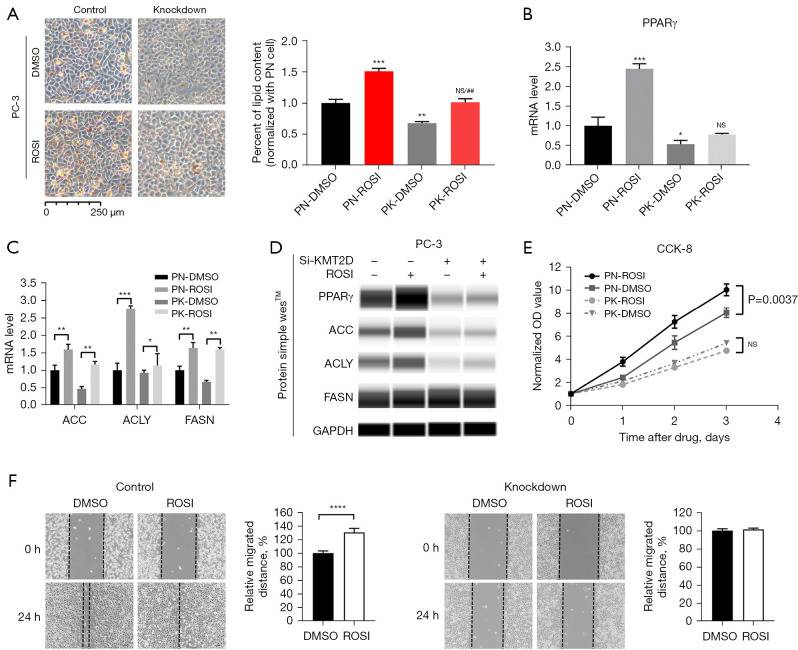 A
Control
Knockdown
PC-3
DMSO
ROSI
0
250 µm
Percent of lipid content
(normalized with PN cell)
2.0
1.5
1.0
0.5
0.0
***
**
NS/##
PN-DMSO
PN-ROSI
PK-DMSO
PK-ROSI
B
PPARγ
mRNA level
3.0
2.5
2.0
1.5
1.0
0.5
0.0
***
*
NS
PN-DMSO
PN-ROSI
PK-DMSO
PK-ROSI
C
mRNA level
3.5
3.0
2.5
2.0
1.5
1.0
0.5
0.0
PN-DMSO
PN-ROSI
PK-DMSO
PK-ROSI
** ** *** * ** **
ACC ACLY FASN
D
PC-3
Si-KMT2D – – + +
ROSI – + – +
Protein simple wes™
PPARγ
ACC
ACLY
FASN
GAPDH
E
CCK-8
Normalized OD value
12
10
8
6
4
2
0
PN-ROSI
PN-DMSO
PK-ROSI
PK-DMSO
P=0.0037
NS
0 1 2 3 4
Time after drug, days
F
Control
DMSO ROSI
0 h
24 h
Relative migrated
distance, %
160
140
120
100
80
60
40
20
0
****
DMSO ROSI
Knockdown
DMSO ROSI
0 h
24 h
Relative migrated
distance, %
120
100
80
60
40
20
0
DMSO ROSI